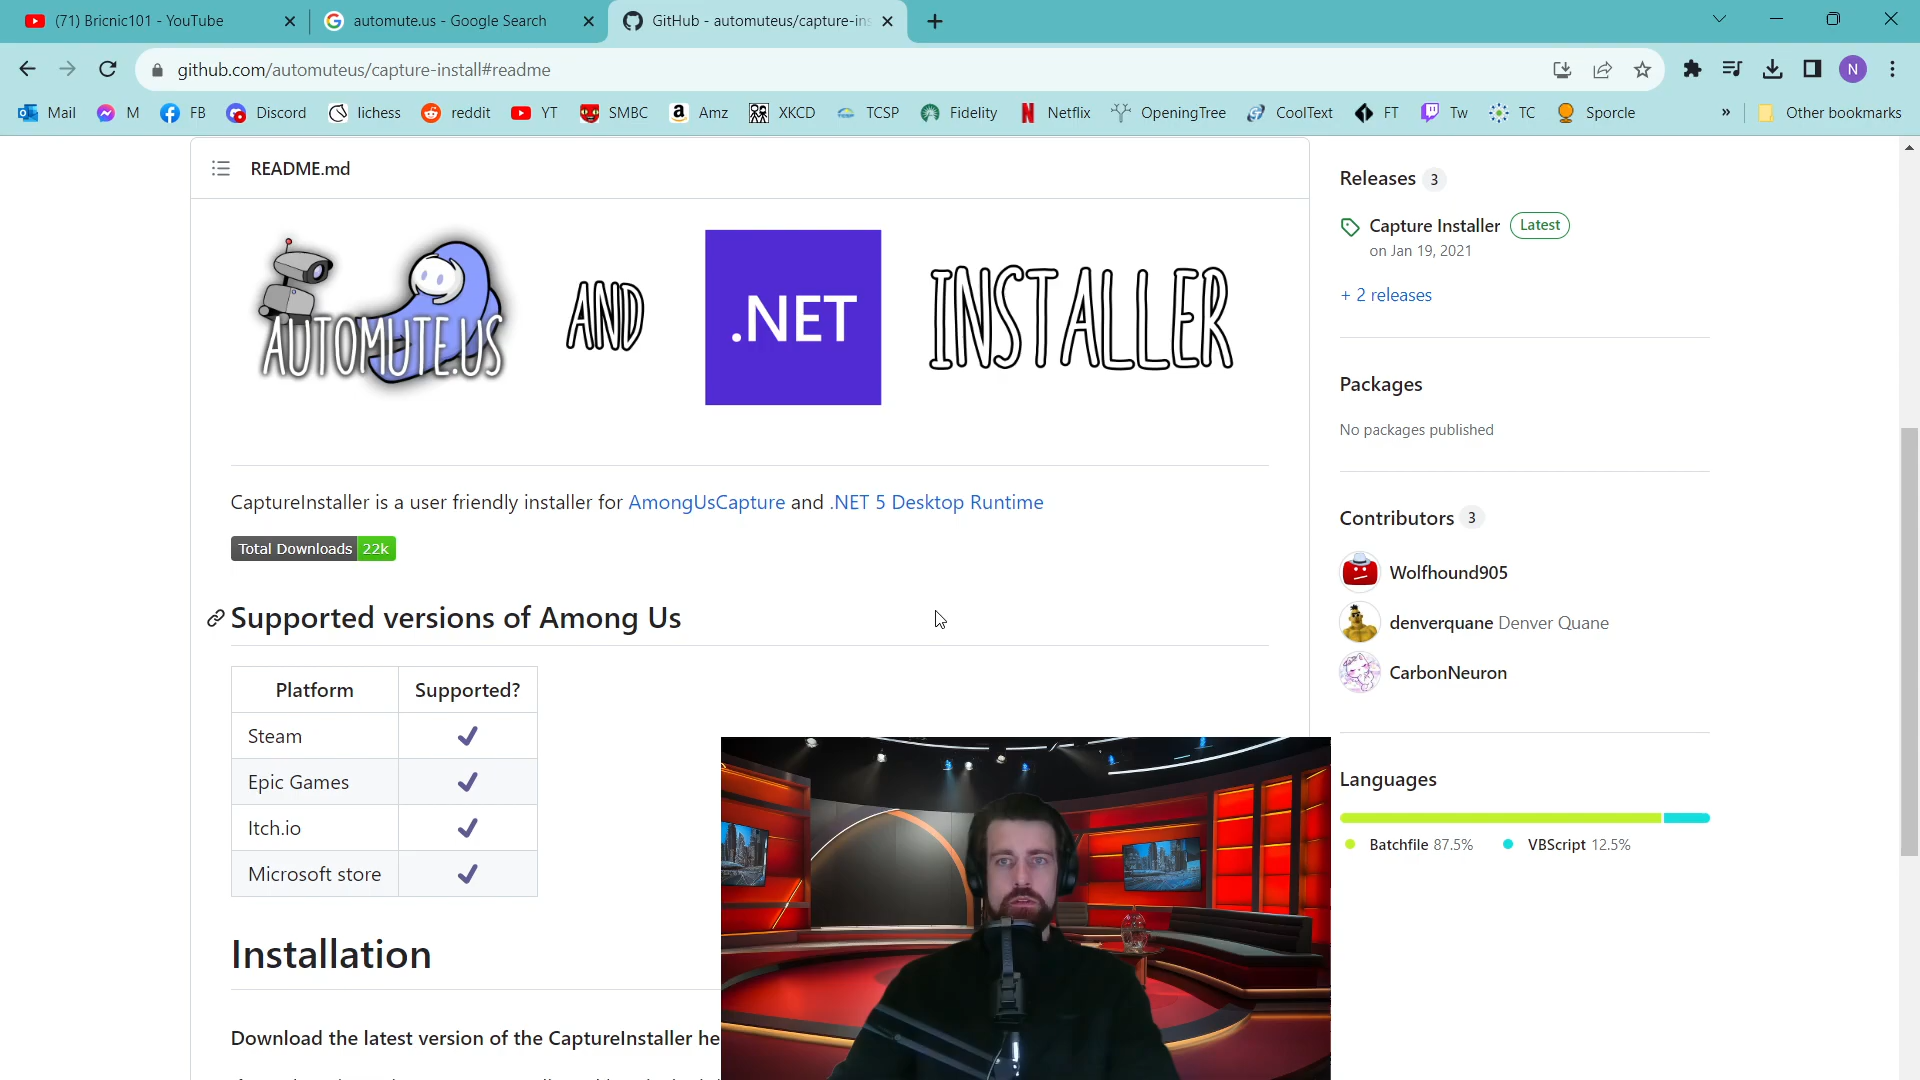 (71) Bricnic101 - YouTube
automute.us - Google Search
GitHub - automuteus/capture-ins
github.com/automuteus/capture-install#readme
N
Mail
M
FB
Discord
lichess
reddit
YT
SMBC
Amz
XKCD
TCSP
Fidelity
Netflix
OpeningTree
CoolText
FT
Tw
TC
Sporcle
»
Other bookmarks
README.md
AUTOMUTE.US AND .NET INSTALLER
CaptureInstaller is a user friendly installer for AmongUsCapture and .NET 5 Desktop Runtime
Total Downloads 22k
Supported versions of Among Us
Platform Supported?
Steam ✔
Epic Games ✔
Itch.io ✔
Microsoft store ✔
Installation
Download the latest version of the CaptureInstaller he
Releases 3
Capture Installer Latest
on Jan 19, 2021
+ 2 releases
Packages
No packages published
Contributors 3
Wolfhound905
denverquane Denver Quane
CarbonNeuron
Languages
Batchfile 87.5% VBScript 12.5%